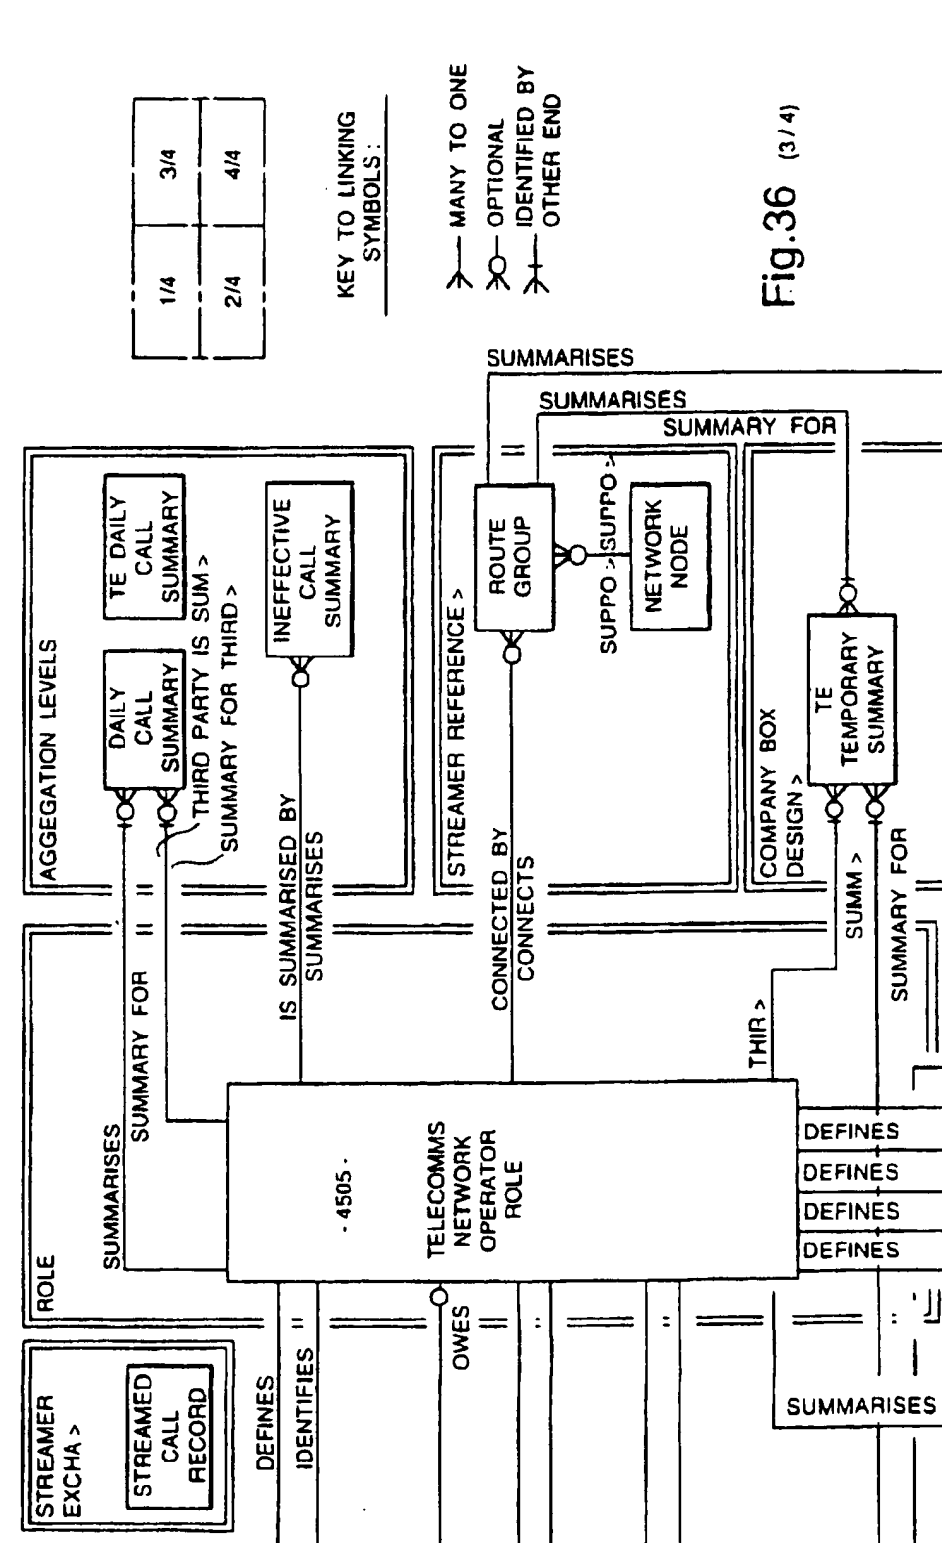 1/4
3/4
2/4
4/4
KEY TO LINKING
SYMBOLS:
MANY TO ONE
OPTIONAL
IDENTIFIED BY
OTHER END
Fig.36 (3/4)
AGGEGATION LEVELS
DAILY
CALL
SUMMARY
TE DAILY
CALL
SUMMARY
THIRD PARTY IS SUM >
SUMMARY FOR THIRD >
INEFFECTIVE
CALL
SUMMARY
IS SUMMARISED BY
SUMMARISES
STREAMER REFERENCE >
ROUTE
GROUP
SUPPO >
SUPPO >
NETWORK
NODE
CONNECTED BY
CONNECTS
SUMMARISES
SUMMARISES
SUMMARY FOR
COMPANY BOX
DESIGN >
TE
TEMPORARY
SUMMARY
SUMM >
SUMMARY FOR
THIR >
ROLE
SUMMARISES
SUMMARY FOR
- 4505 -
TELECOMMS
NETWORK
OPERATOR
ROLE
DEFINES
DEFINES
DEFINES
DEFINES
STREAMER
EXCHA >
STREAMED
CALL
RECORD
DEFINES
IDENTIFIES
OWES
SUMMARISES